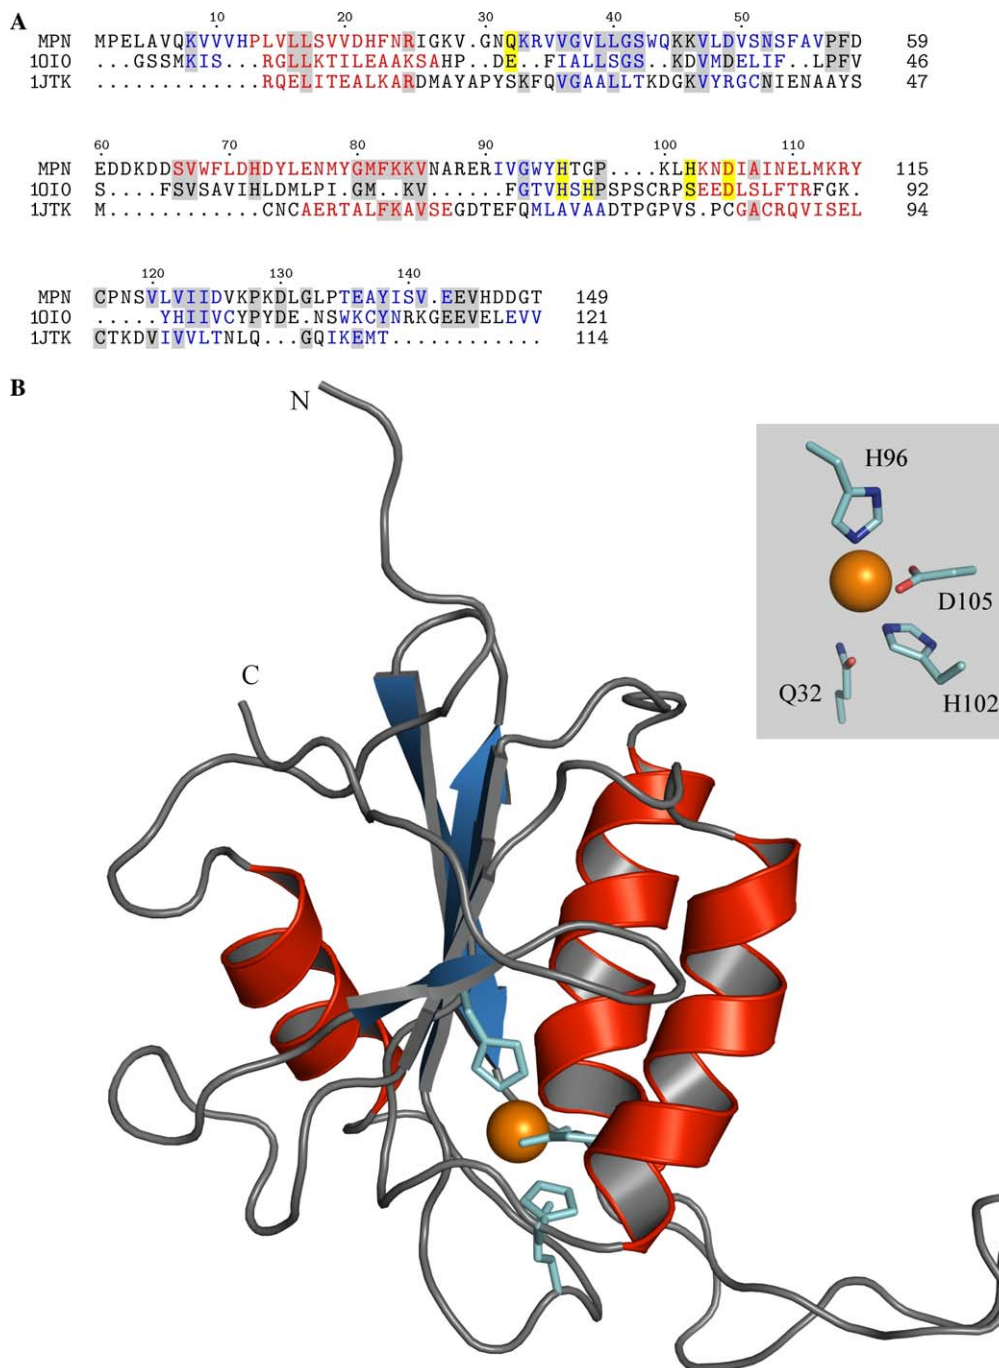 A
10 20 30 40 50
MPN MPELAVQKVVVHPLVLLSVVDHFNRIGKV.GNQKRVVGVLLGSWQKKVLDVSNSFAVPFD 59
1OIO ...GSSMKIS...RGLLKTILEAAKSAHP..DE..FIALLSGS..KDVMDELIF..LPFV 46
1JTK .............RQELITEALKARDMAYAPYSKFQVGAALLTKDGKVYRGCNIENAAYS 47
60 70 80 90 100 110
MPN EDDKDDSVWFLDHDYLENMYGMFKKVNARERIVGWYHTGP....KLHKNDIAINELMKRY 115
1OIO S.....FSVSAVIHLDMLPI.GM..KV......FGTVHSHPSPSCRPSEEDLSLFTRFGK. 92
1JTK M............CNCAERTALFKAVSEGDTEFQMLAVAADTPGPVS.PCGACRQVISEL 94
120 130 140
MPN CPNSVLVIIDVKPKDLGLPTEAYISV.EEVHDDGT 149
1OIO .....YHIIVCYPYDE.NSWKCYNRKGEEVELEVV 121
1JTK CTKDVIVVLTNLQ...GQIKEMT............ 114
B
N
H96
D105
C
Q32
H102